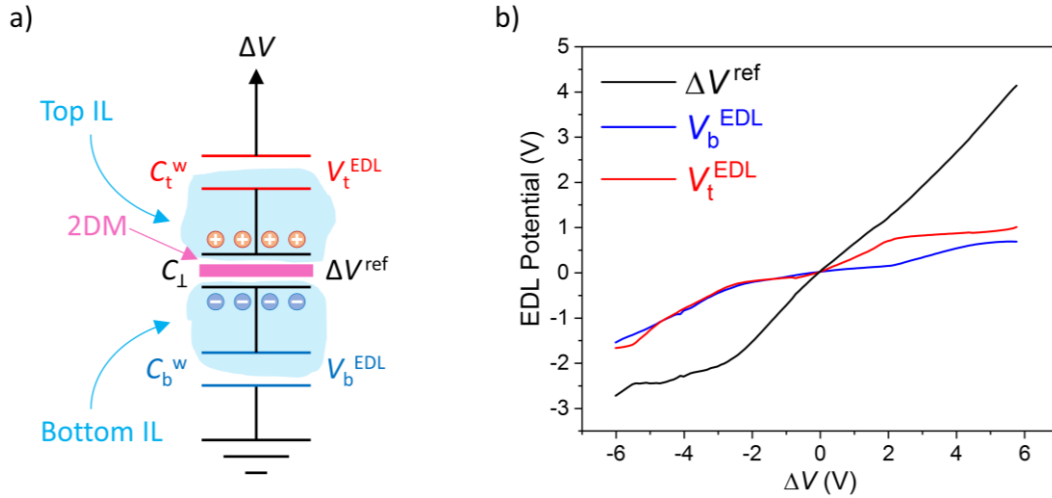 a)
ΔV
Top IL
C_t^w
V_t^EDL
2DM
+ + + +
C_⊥
ΔV^ref
− − − −
C_b^w
V_b^EDL
Bottom IL
b)
ΔV^ref
V_b^EDL
V_t^EDL
EDL Potential (V)
5
4
3
2
1
0
-1
-2
-3
-6 -4 -2 0 2 4 6
ΔV (V)